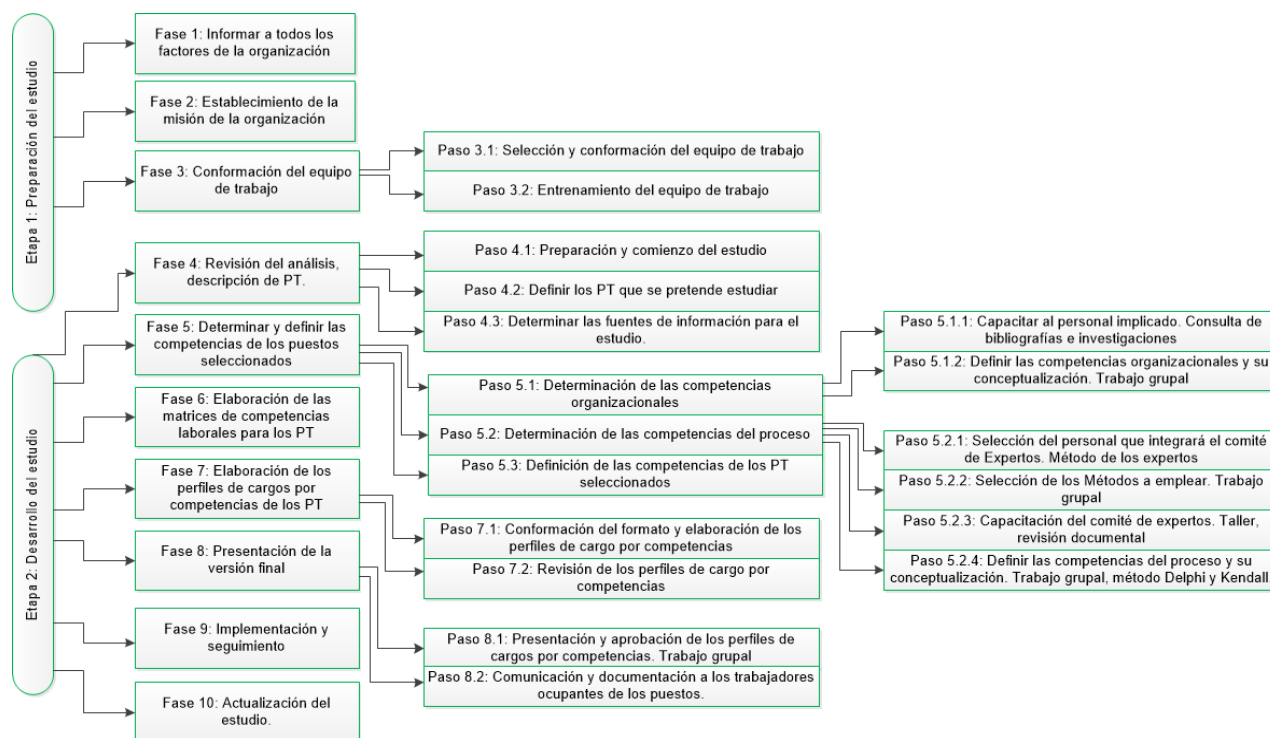 Etapa 1: Preparación del estudio
Fase 1: Informar a todos los
factores de la organización
Fase 2: Establecimiento de la
misión de la organización
Fase 3: Conformación del equipo
de trabajo
Paso 3.1: Selección y conformación del equipo de trabajo
Paso 3.2: Entrenamiento del equipo de trabajo
Etapa 2: Desarrollo del estudio
Fase 4: Revisión del análisis,
descripción de PT.
Paso 4.1: Preparación y comienzo del estudio
Paso 4.2: Definir los PT que se pretende estudiar
Paso 4.3: Determinar las fuentes de información para el
estudio.
Fase 5: Determinar y definir las
competencias de los puestos
seleccionados
Paso 5.1: Determinación de las competencias
organizacionales
Paso 5.2: Determinación de las competencias del proceso
Paso 5.3: Definición de las competencias de los PT
seleccionados
Paso 5.1.1: Capacitar al personal implicado. Consulta de
bibliografías e investigaciones
Paso 5.1.2: Definir las competencias organizacionales y su
conceptualización. Trabajo grupal
Paso 5.2.1: Selección del personal que integrará el comité
de Expertos. Método de los expertos
Paso 5.2.2: Selección de los Métodos a emplear. Trabajo
grupal
Paso 5.2.3: Capacitación del comité de expertos. Taller,
revisión documental
Paso 5.2.4: Definir las competencias del proceso y su
conceptualización. Trabajo grupal, método Delphi y Kendall.
Fase 6: Elaboración de las
matrices de competencias
laborales para los PT
Fase 7: Elaboración de los
perfiles de cargos por
competencias de los PT
Paso 7.1: Conformación del formato y elaboración de los
perfiles de cargo por competencias
Paso 7.2: Revisión de los perfiles de cargo por
competencias
Fase 8: Presentación de la
versión final
Paso 8.1: Presentación y aprobación de los perfiles de
cargos por competencias. Trabajo grupal
Paso 8.2: Comunicación y documentación a los trabajadores
ocupantes de los puestos.
Fase 9: Implementación y
seguimiento
Fase 10: Actualización del
estudio.